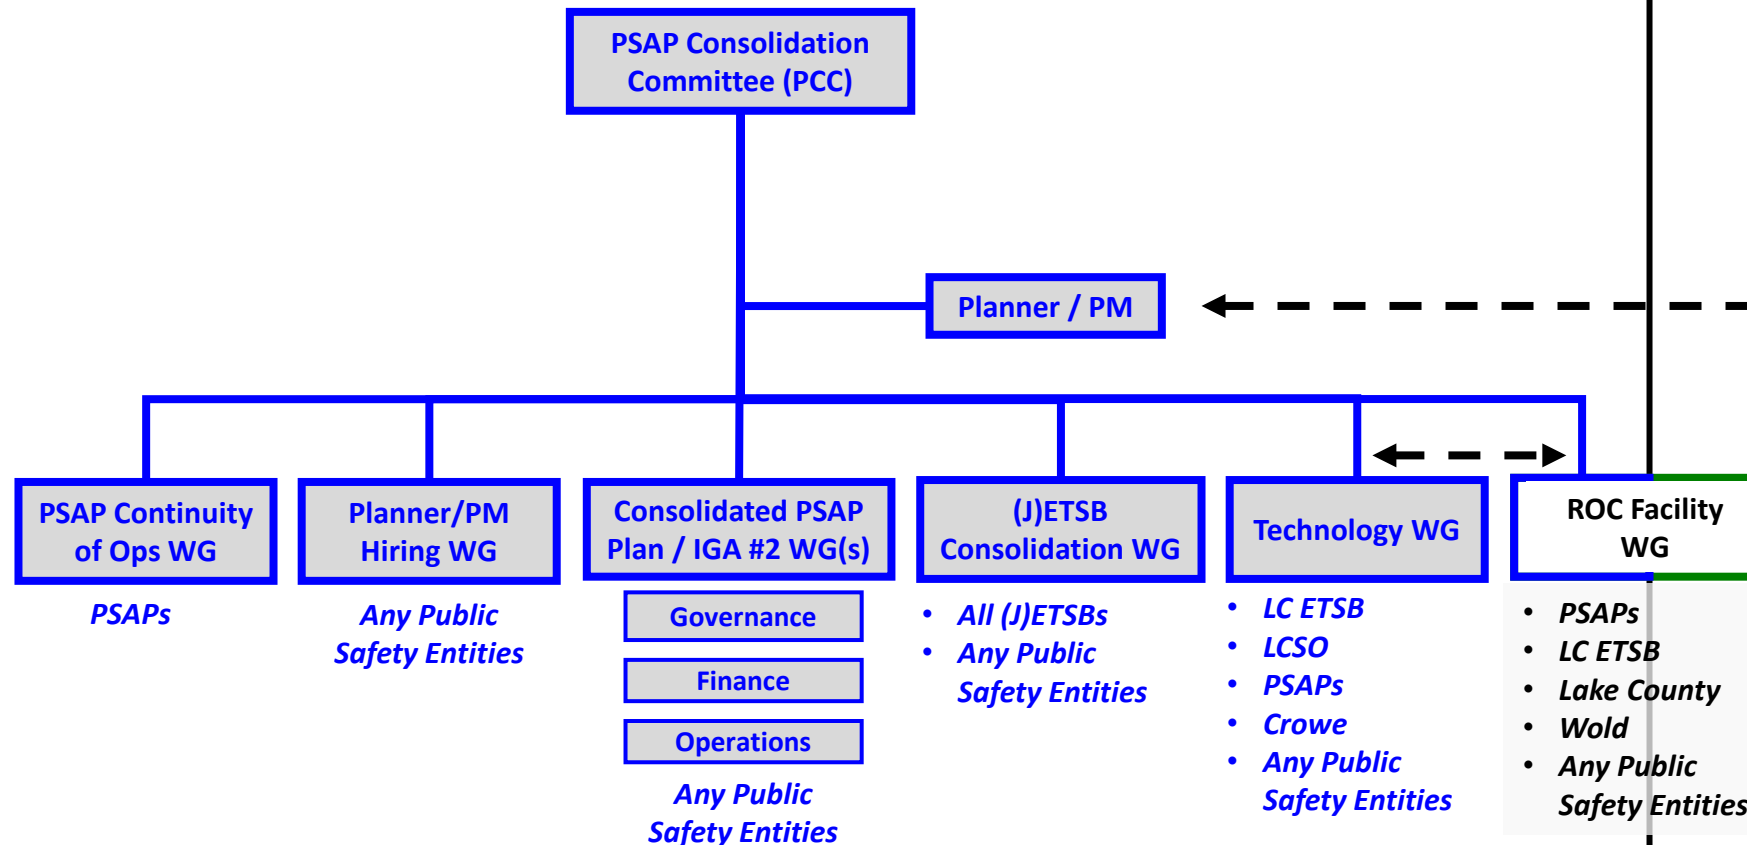 PSAP Consolidation
Committee (PCC)
Planner / PM
PSAP Continuity
of Ops WG
PSAPs
Planner/PM
Hiring WG
Any Public
Safety Entities
Consolidated PSAP
Plan / IGA #2 WG(s)
Governance
Finance
Operations
Any Public
Safety Entities
(J)ETSB
Consolidation WG
• All (J)ETSBs
• Any Public
Safety Entities
Technology WG
• LC ETSB
• LCSO
• PSAPs
• Crowe
• Any Public
Safety Entities
ROC Facility
WG
• PSAPs
• LC ETSB
• Lake County
• Wold
• Any Public
Safety Entities